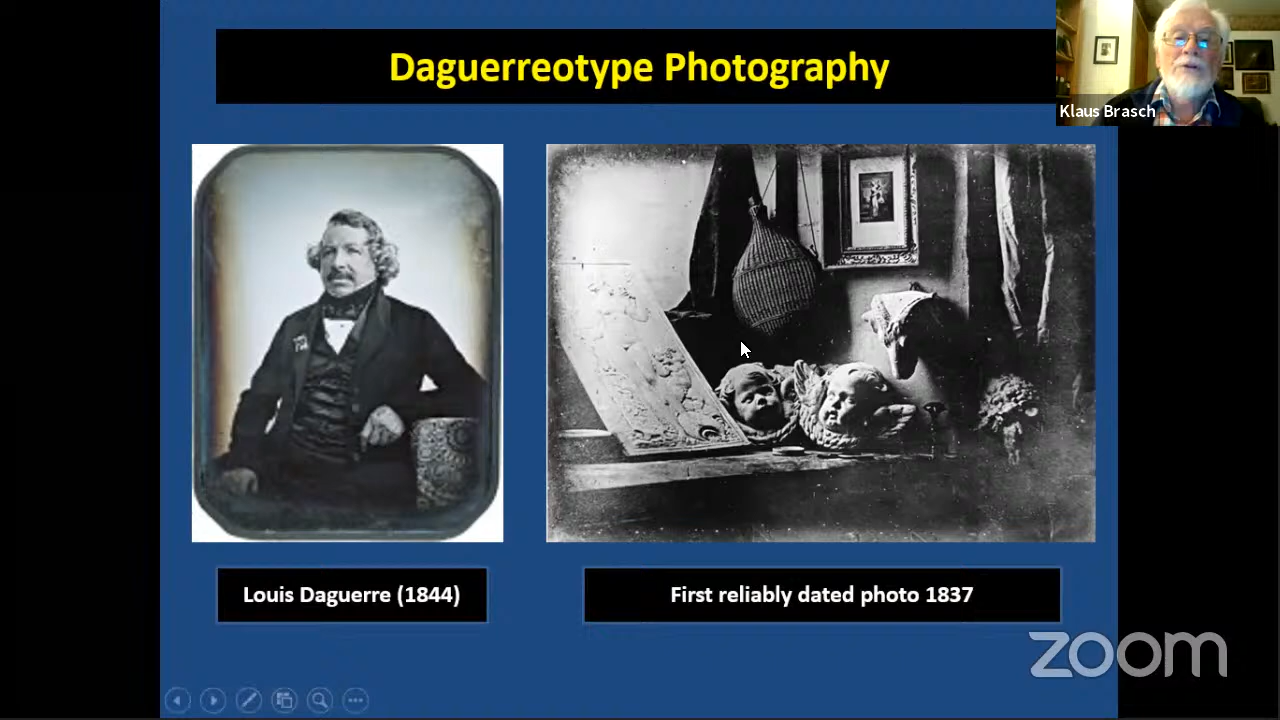 Daguerreotype Photography
Klaus Brasch
Louis Daguerre (1844)
First reliably dated photo 1837
zoom